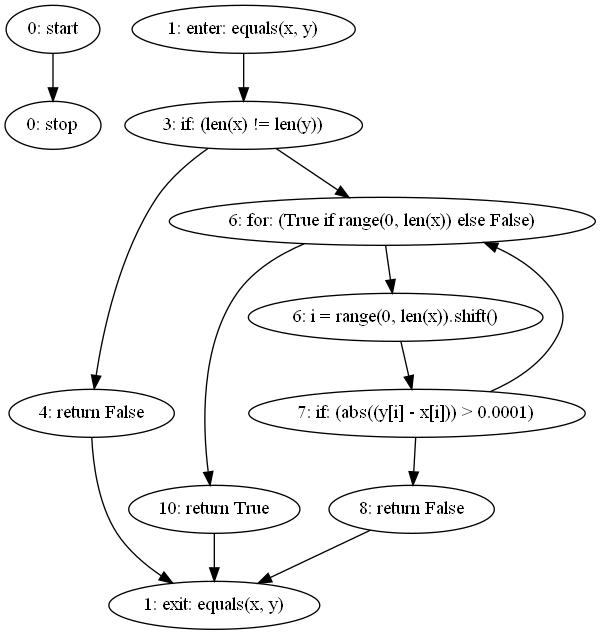 0: start
1: enter: equals(x, y)
0: stop
3: if: (len(x) != len(y))
6: for: (True if range(0, len(x)) else False)
6: i = range(0, len(x)).shift()
4: return False
7: if: (abs((y[i] - x[i])) > 0.0001)
10: return True
8: return False
1: exit: equals(x, y)